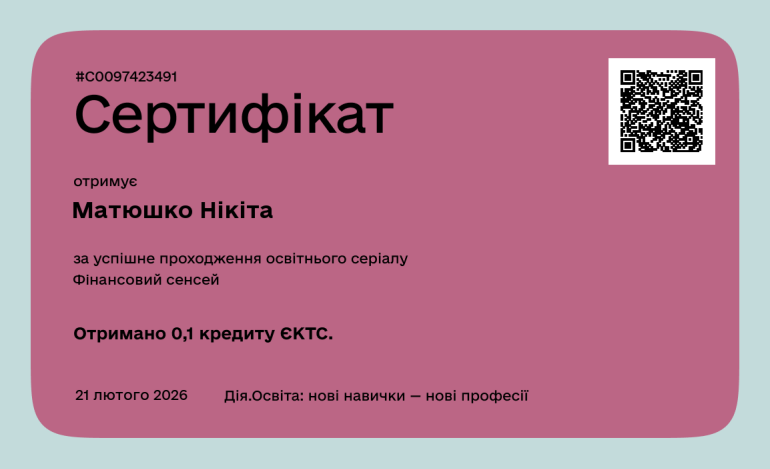 #C0097423491
Сертифікат
отримує
Матюшко Нікіта
за успішне проходження освітнього серіалу
Фінансовий сенсей
Отримано 0,1 кредиту ЄКТС.
21 лютого 2026 Дія.Освіта: нові навички — нові професії